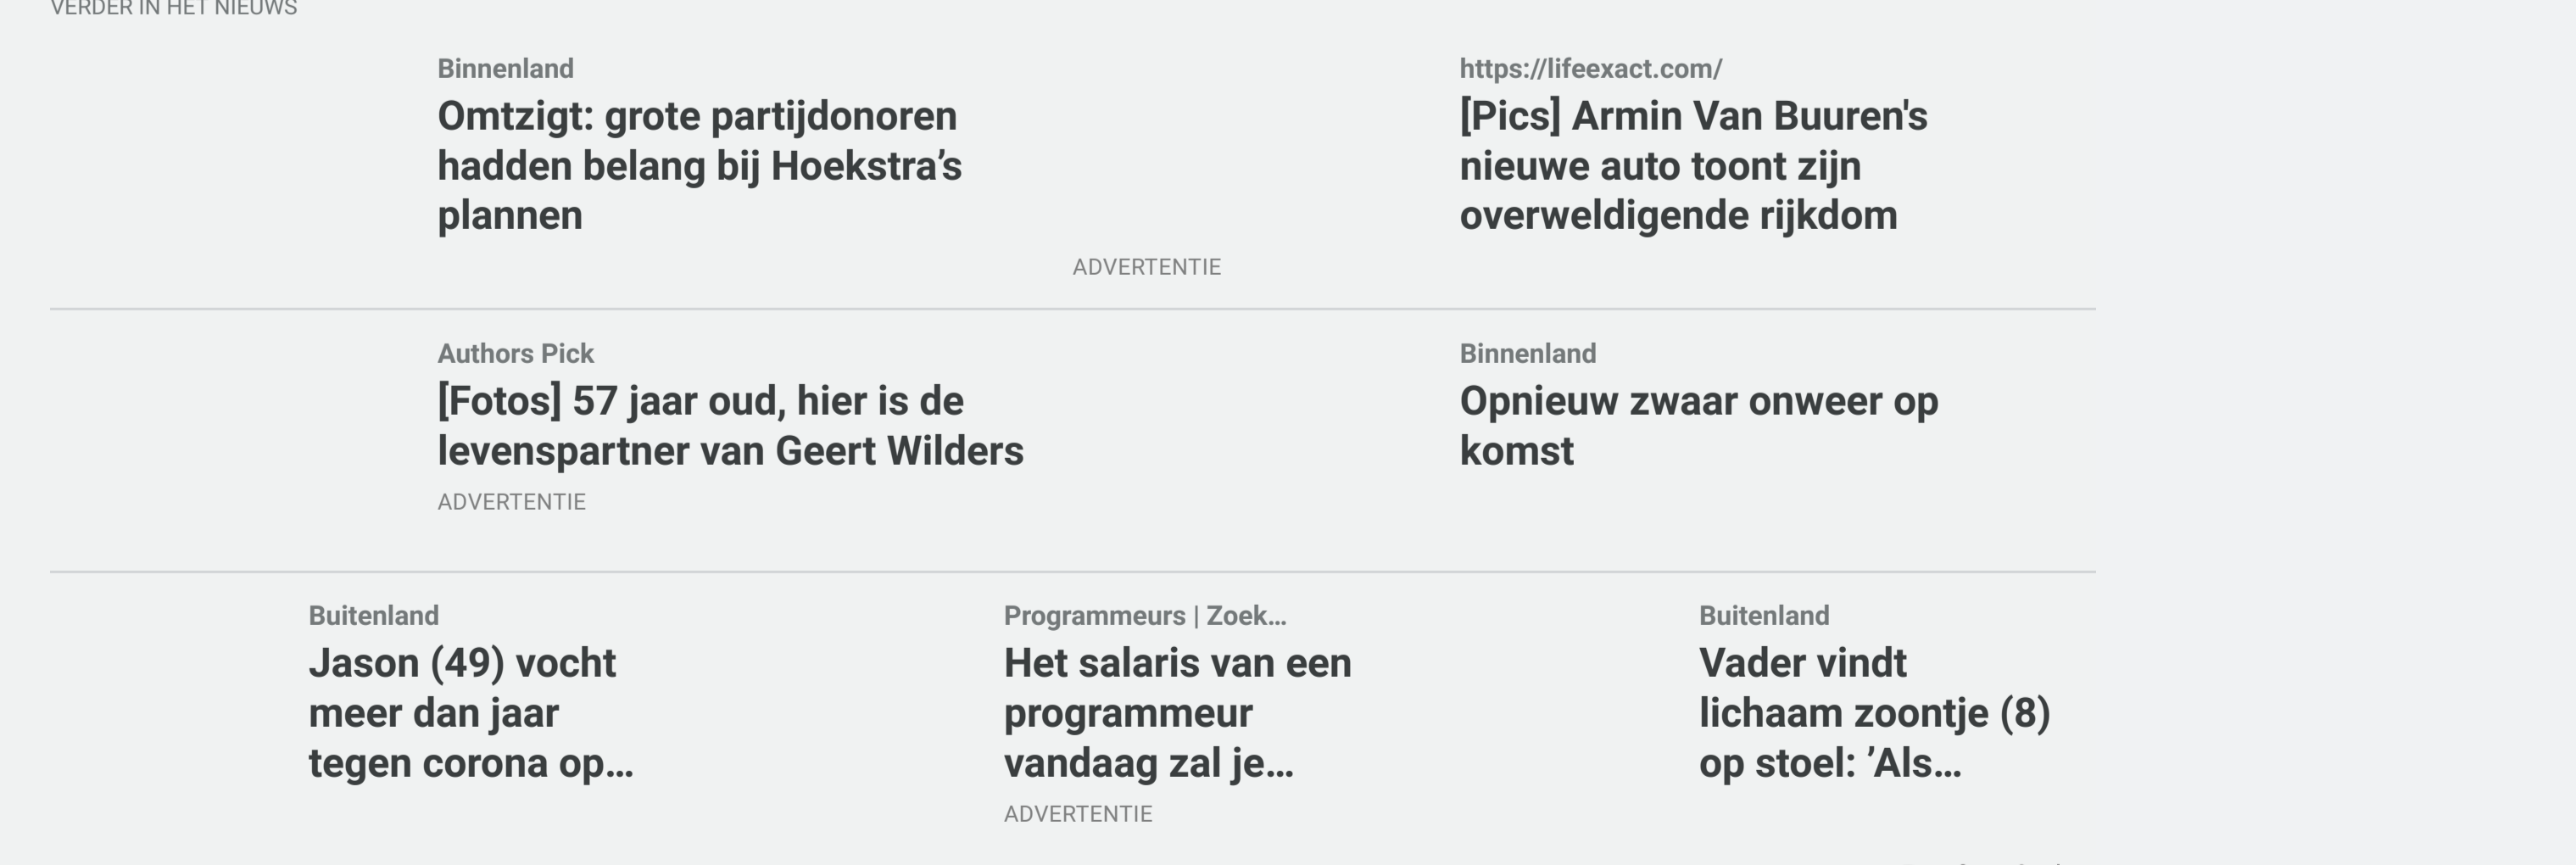 VERDER IN HET NIEUWS
Binnenland
Omtzigt: grote partijdonoren
hadden belang bij Hoekstra’s
plannen
https://lifeexact.com/
[Pics] Armin Van Buuren's
nieuwe auto toont zijn
overweldigende rijkdom
ADVERTENTIE
Authors Pick
[Fotos] 57 jaar oud, hier is de
levenspartner van Geert Wilders
ADVERTENTIE
Binnenland
Opnieuw zwaar onweer op
komst
Buitenland
Jason (49) vocht
meer dan jaar
tegen corona op...
Programmeurs | Zoek...
Het salaris van een
programmeur
vandaag zal je...
ADVERTENTIE
Buitenland
Vader vindt
lichaam zoontje (8)
op stoel: ’Als...